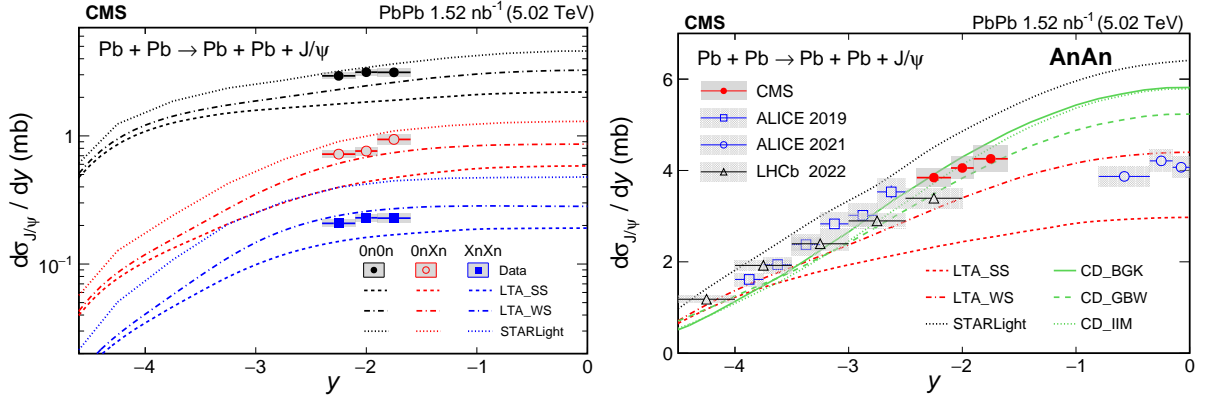 CMS PbPb 1.52 nb⁻¹ (5.02 TeV)
Pb + Pb → Pb + Pb + J/ψ
1
10⁻¹
dσ_J/ψ / dy (mb)
0n0n 0nXn XnXn
Data
LTA_SS
LTA_WS
STARLight
−4 −3 −2 −1 0
y
CMS PbPb 1.52 nb⁻¹ (5.02 TeV)
Pb + Pb → Pb + Pb + J/ψ AnAn
CMS
ALICE 2019
ALICE 2021
LHCb 2022
6
4
2
0
dσ_J/ψ / dy (mb)
LTA_SS CD_BGK
LTA_WS CD_GBW
STARLight CD_IIM
−4 −3 −2 −1 0
y